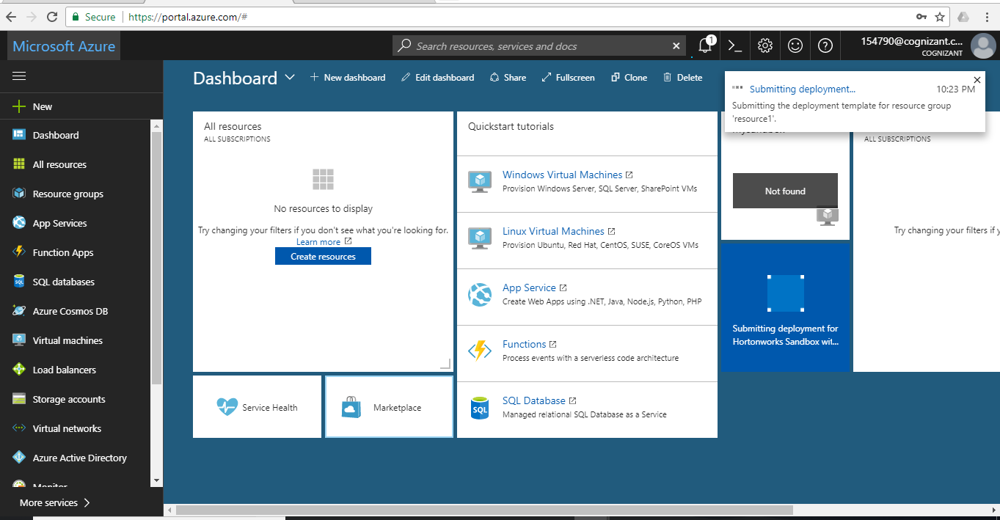 Secure
https://portal.azure.com/#
Microsoft Azure
Search resources, services and docs
1
154790@cognizant.c...
COGNIZANT
New
Dashboard
All resources
Resource groups
App Services
Function Apps
SQL databases
Azure Cosmos DB
Virtual machines
Load balancers
Storage accounts
Virtual networks
Azure Active Directory
Monitor
More services
Dashboard
New dashboard
Edit dashboard
Share
Fullscreen
Clone
Delete
Submitting deployment...
10:23 PM
Submitting the deployment template for resource group
'resource1'.
All resources
ALL SUBSCRIPTIONS
No resources to display
Try changing your filters if you don't see what you're looking for.
Learn more
Create resources
Service Health
Marketplace
Quickstart tutorials
Windows Virtual Machines
Provision Windows Server, SQL Server, SharePoint VMs
Linux Virtual Machines
Provision Ubuntu, Red Hat, CentOS, SUSE, CoreOS VMs
App Service
Create Web Apps using .NET, Java, Node.js, Python, PHP
Functions
Process events with a serverless code architecture
SQL
SQL Database
Managed relational SQL Database as a Service
Not found
Submitting deployment for
Hortonworks Sandbox wit...
ALL SUBSCRIPTIONS
Try changing your filters if y